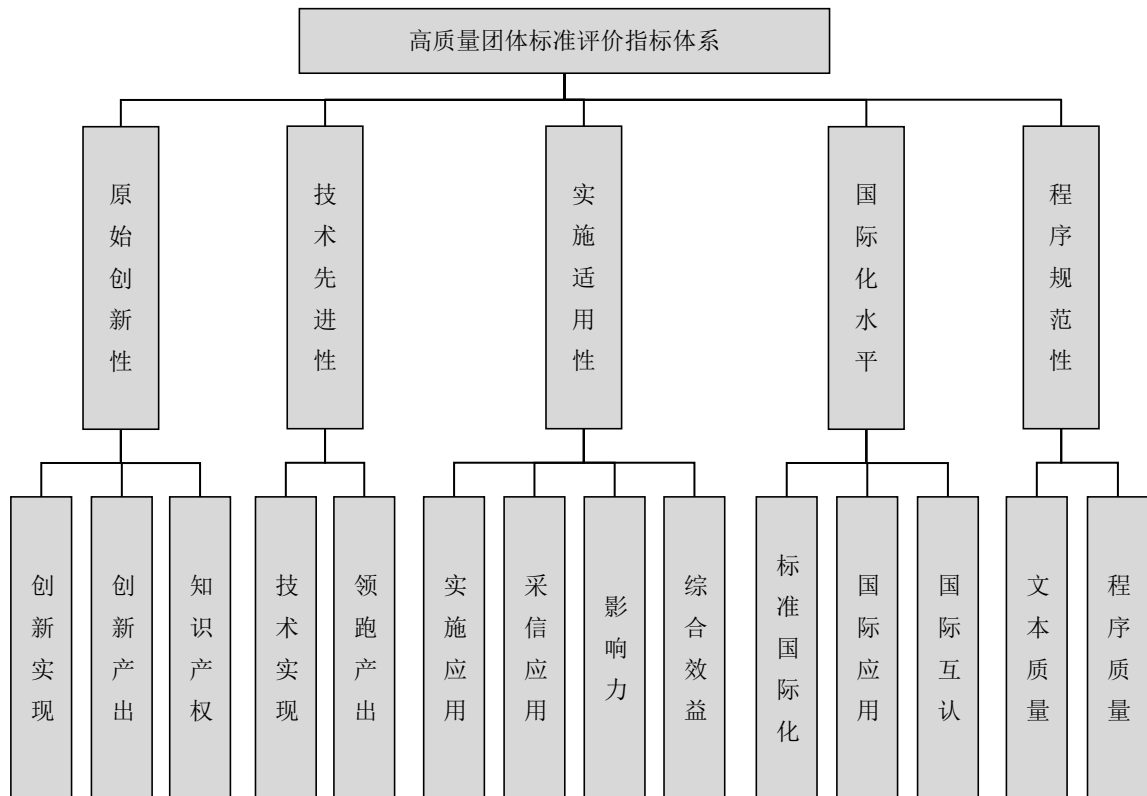 高质量团体标准评价指标体系
原始创新性
技术先进性
实施适用性
国际化水平
程序规范性
创新实现
创新产出
知识产权
技术实现
领跑产出
实施应用
采信应用
影响力
综合效益
标准国际化
国际应用
国际互认
文本质量
程序质量